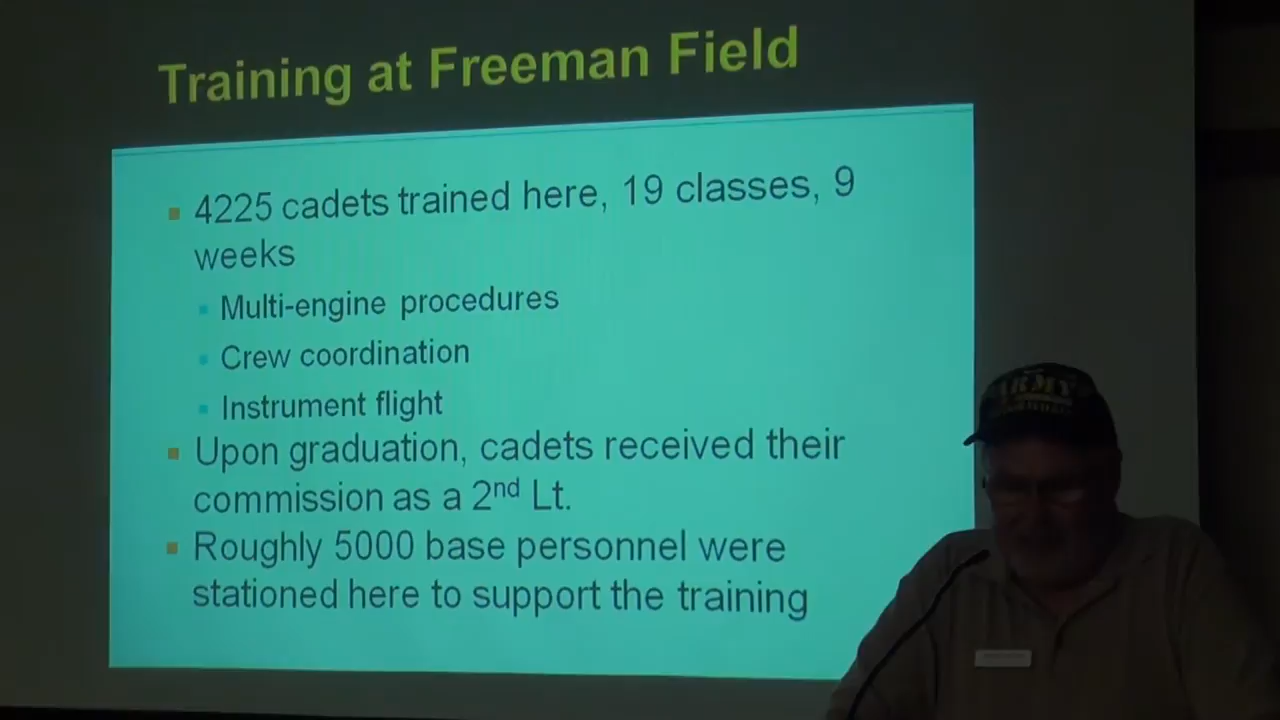 Training at Freeman Field
4225 cadets trained here, 19 classes, 9
weeks
Multi-engine procedures
Crew coordination
Instrument flight
Upon graduation, cadets received their
commission as a 2nd Lt.
Roughly 5000 base personnel were
stationed here to support the training
ARMY